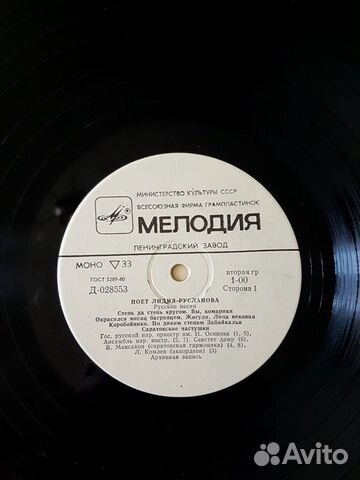 МИНИСТЕРСТВО КУЛЬТУРЫ СССР
ВСЕСОЮЗНАЯ ФИРМА ГРАМПЛАСТИНОК
МЕЛОДИЯ
ЛЕНИНГРАДСКИЙ ЗАВОД
МОНО ▽ 33
ГОСТ 5289-80
Д-028553
вторая гр
1-00
Сторона 1
ПОЕТ ЛИДИЯ РУСЛАНОВА
Русские песни
Степь да степь кругом. Вы, комарики
Окрасился месяц багрянцем. Жигули. Липа вековая
Коробейники. По диким степям Забайкалья
Саратовские частушки
Гос. русский нар. оркестр им. Н. Осипова (1, 5),
Ансамбль нар. инстр. (2, 7), Секстет домр (6),
В. Максаков (саратовская гармоника) (4, 8),
Л. Комлев (аккордеон) (3)
Архивная запись
Avito